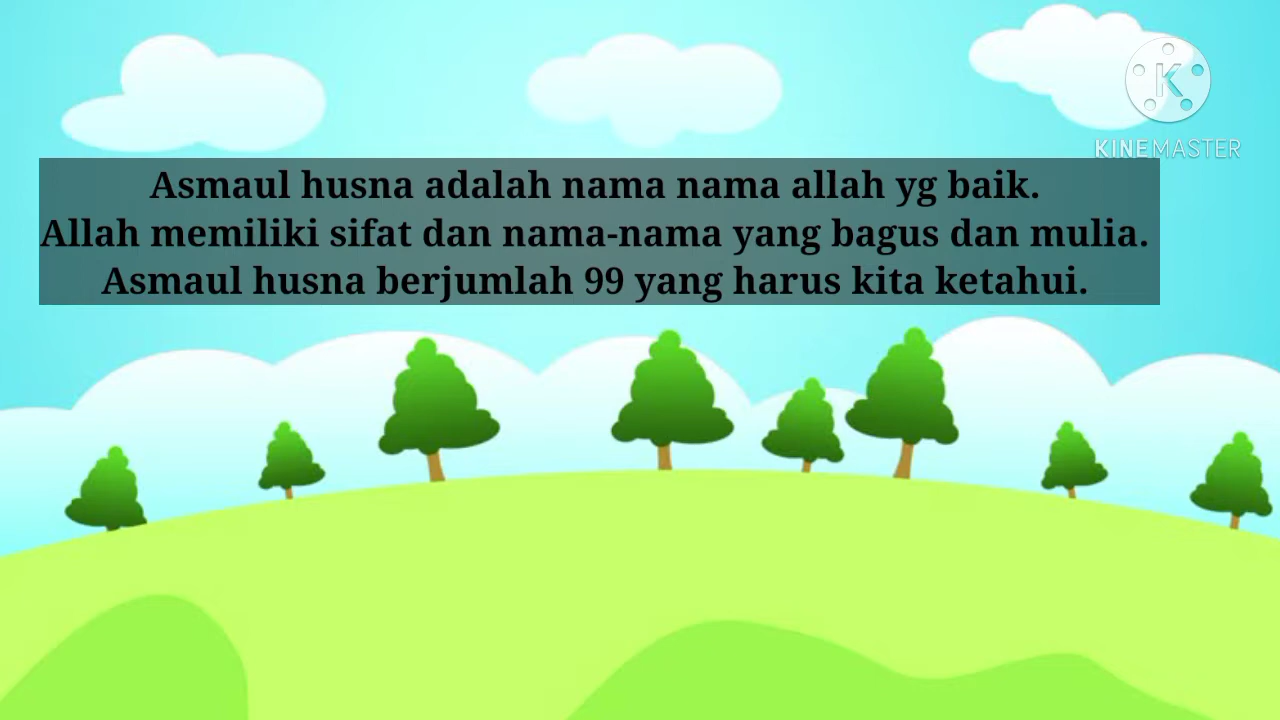 KINEMASTER
Asmaul husna adalah nama nama allah yg baik.
Allah memiliki sifat dan nama-nama yang bagus dan mulia.
Asmaul husna berjumlah 99 yang harus kita ketahui.